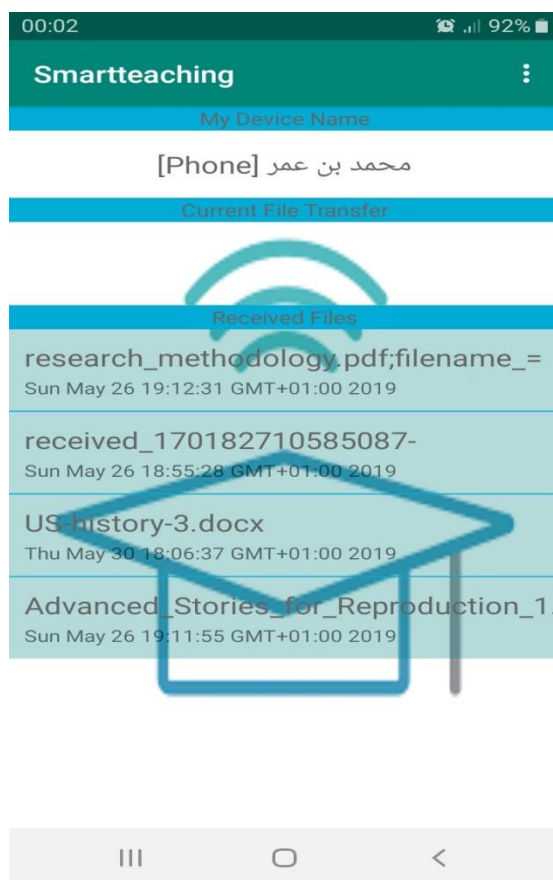 00:02 92%
Smartteaching
My Device Name
محمد بن عمر [Phone]
Current File Transfer
Received Files
research_methodology.pdf;filename_=
Sun May 26 19:12:31 GMT+01:00 2019
received_170182710585087-
Sun May 26 18:55:28 GMT+01:00 2019
US-history-3.docx
Thu May 30 18:06:37 GMT+01:00 2019
Advanced_Stories_for_Reproduction_1.
Sun May 26 19:11:55 GMT+01:00 2019